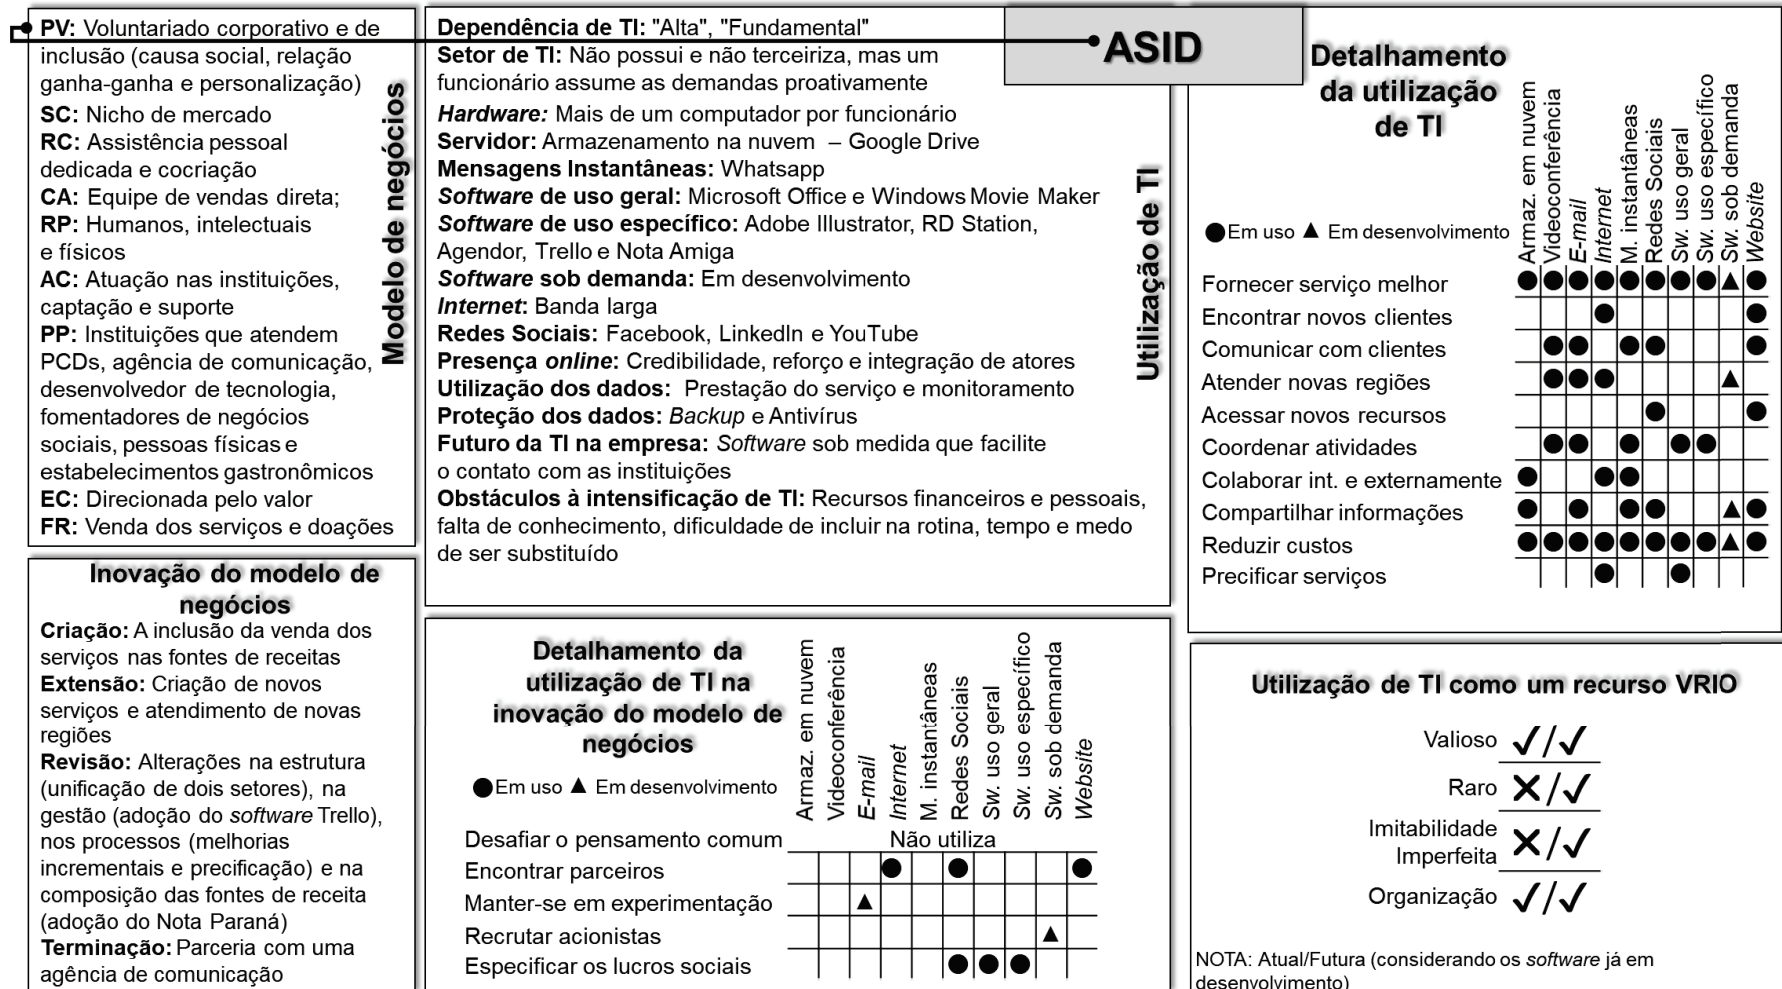 PV: Voluntariado corporativo e de
inclusão (causa social, relação
ganha-ganha e personalização)
SC: Nicho de mercado
RC: Assistência pessoal
dedicada e cocriação
CA: Equipe de vendas direta;
RP: Humanos, intelectuais
e físicos
AC: Atuação nas instituições,
captação e suporte
PP: Instituições que atendem
PCDs, agência de comunicação,
desenvolvedor de tecnologia,
fomentadores de negócios
sociais, pessoas físicas e
estabelecimentos gastronômicos
EC: Direcionada pelo valor
FR: Venda dos serviços e doações
Modelo de negócios
Dependência de TI: "Alta", "Fundamental"
Setor de TI: Não possui e não terceiriza, mas um
funcionário assume as demandas proativamente
Hardware: Mais de um computador por funcionário
Servidor: Armazenamento na nuvem – Google Drive
Mensagens Instantâneas: Whatsapp
Software de uso geral: Microsoft Office e Windows Movie Maker
Software de uso específico: Adobe Illustrator, RD Station,
Agendor, Trello e Nota Amiga
Software sob demanda: Em desenvolvimento
Internet: Banda larga
Redes Sociais: Facebook, LinkedIn e YouTube
Presença online: Credibilidade, reforço e integração de atores
Utilização dos dados: Prestação do serviço e monitoramento
Proteção dos dados: Backup e Antivírus
Futuro da TI na empresa: Software sob medida que facilite
o contato com as instituições
Obstáculos à intensificação de TI: Recursos financeiros e pessoais,
falta de conhecimento, dificuldade de incluir na rotina, tempo e medo
de ser substituído
Utilização de TI
ASID
Detalhamento
da utilização
de TI
Em uso ▲ Em desenvolvimento
Armaz. em nuvem
Videoconferência
E-mail
Internet
M. instantâneas
Redes Sociais
Sw. uso geral
Sw. uso específico
Sw. sob demanda
Website
Fornecer serviço melhor
Encontrar novos clientes
Comunicar com clientes
Atender novas regiões
Acessar novos recursos
Coordenar atividades
Colaborar int. e externamente
Compartilhar informações
Reduzir custos
Precificar serviços
Inovação do modelo de
negócios
Criação: A inclusão da venda dos
serviços nas fontes de receitas
Extensão: Criação de novos
serviços e atendimento de novas
regiões
Revisão: Alterações na estrutura
(unificação de dois setores), na
gestão (adoção do software Trello),
nos processos (melhorias
incrementais e precificação) e na
composição das fontes de receita
(adoção do Nota Paraná)
Terminação: Parceria com uma
agência de comunicação
Detalhamento da
utilização de TI na
inovação do modelo de
negócios
Em uso ▲ Em desenvolvimento
Armaz. em nuvem
Videoconferência
E-mail
Internet
M. instantâneas
Redes Sociais
Sw. uso geral
Sw. uso específico
Sw. sob demanda
Website
Desafiar o pensamento comum Não utiliza
Encontrar parceiros
Manter-se em experimentação
Recrutar acionistas
Especificar os lucros sociais
Utilização de TI como um recurso VRIO
Valioso ✓/✓
Raro ✕/✓
Imitabilidade
Imperfeita ✕/✓
Organização ✓/✓
NOTA: Atual/Futura (considerando os software já em
desenvolvimento)